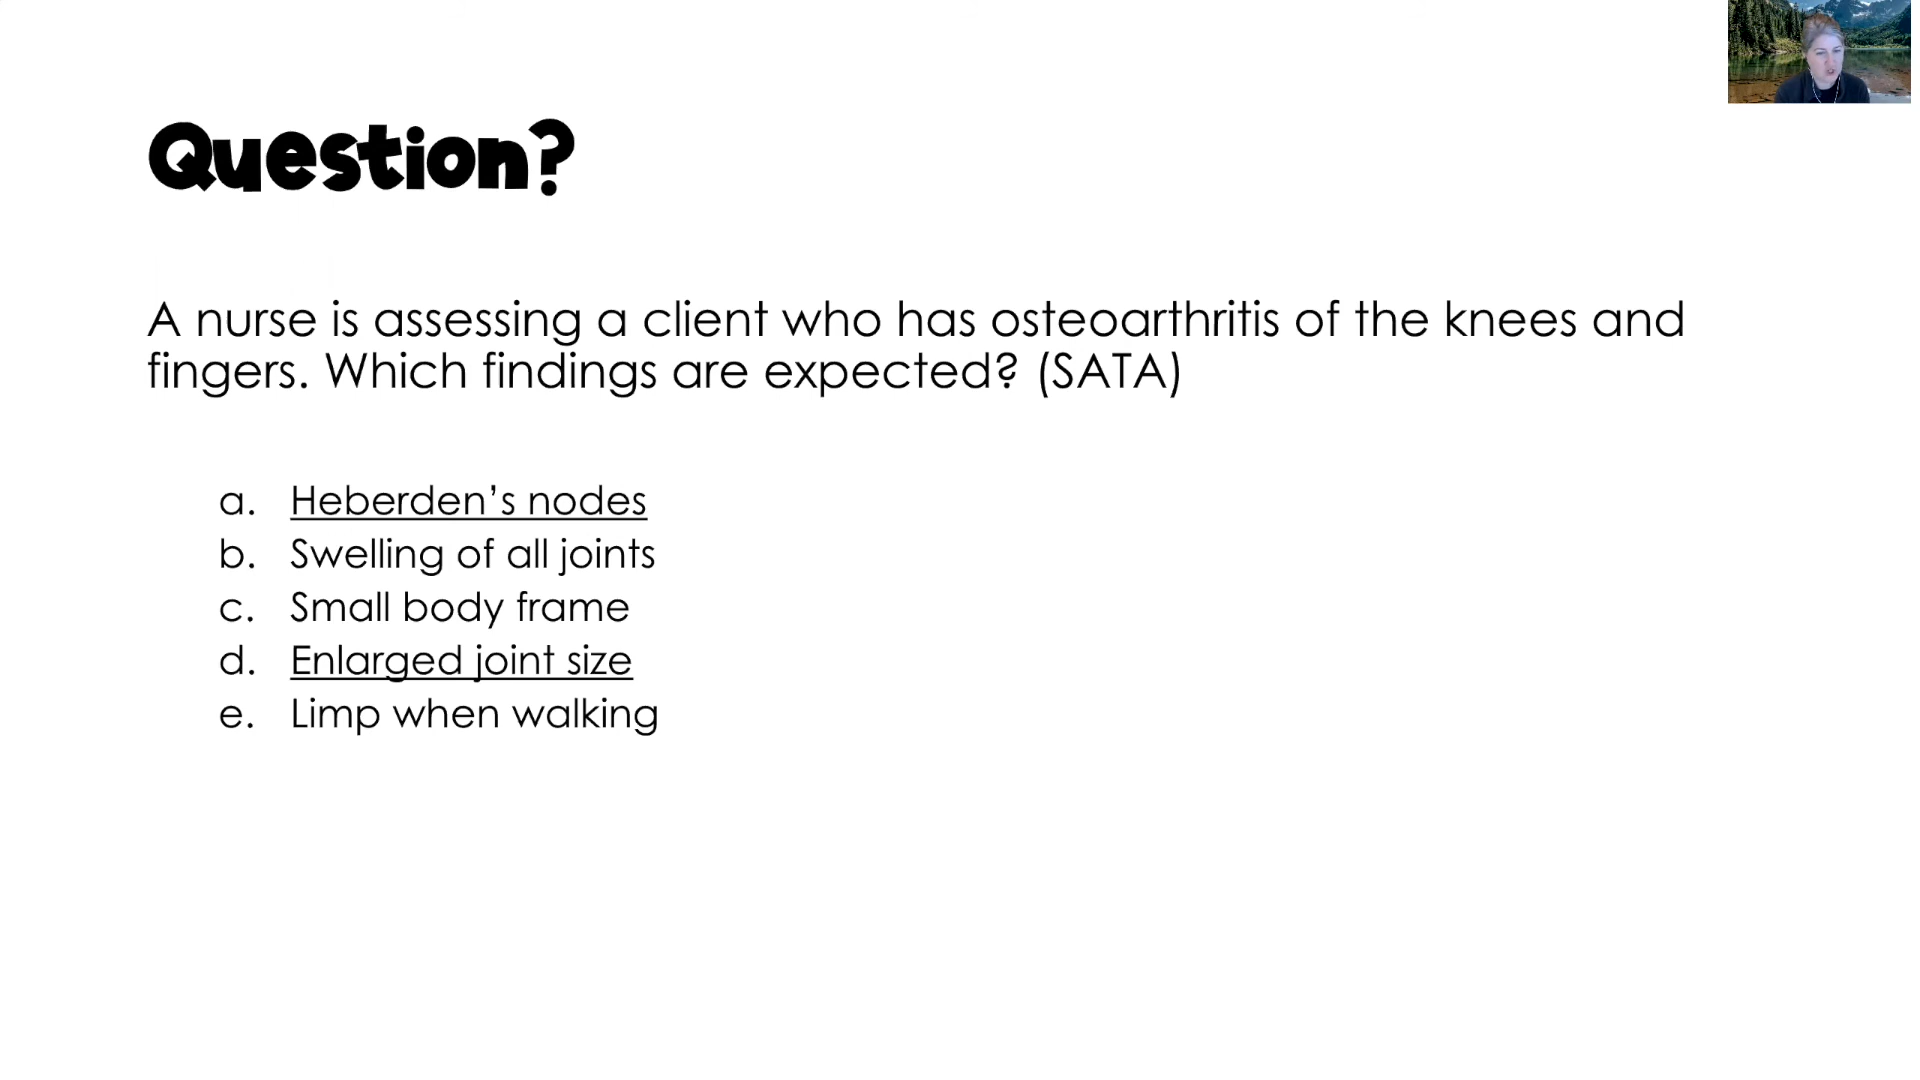 Question?
A nurse is assessing a client who has osteoarthritis of the knees and
fingers. Which findings are expected? (SATA)
a. Heberden’s nodes
b. Swelling of all joints
c. Small body frame
d. Enlarged joint size
e. Limp when walking